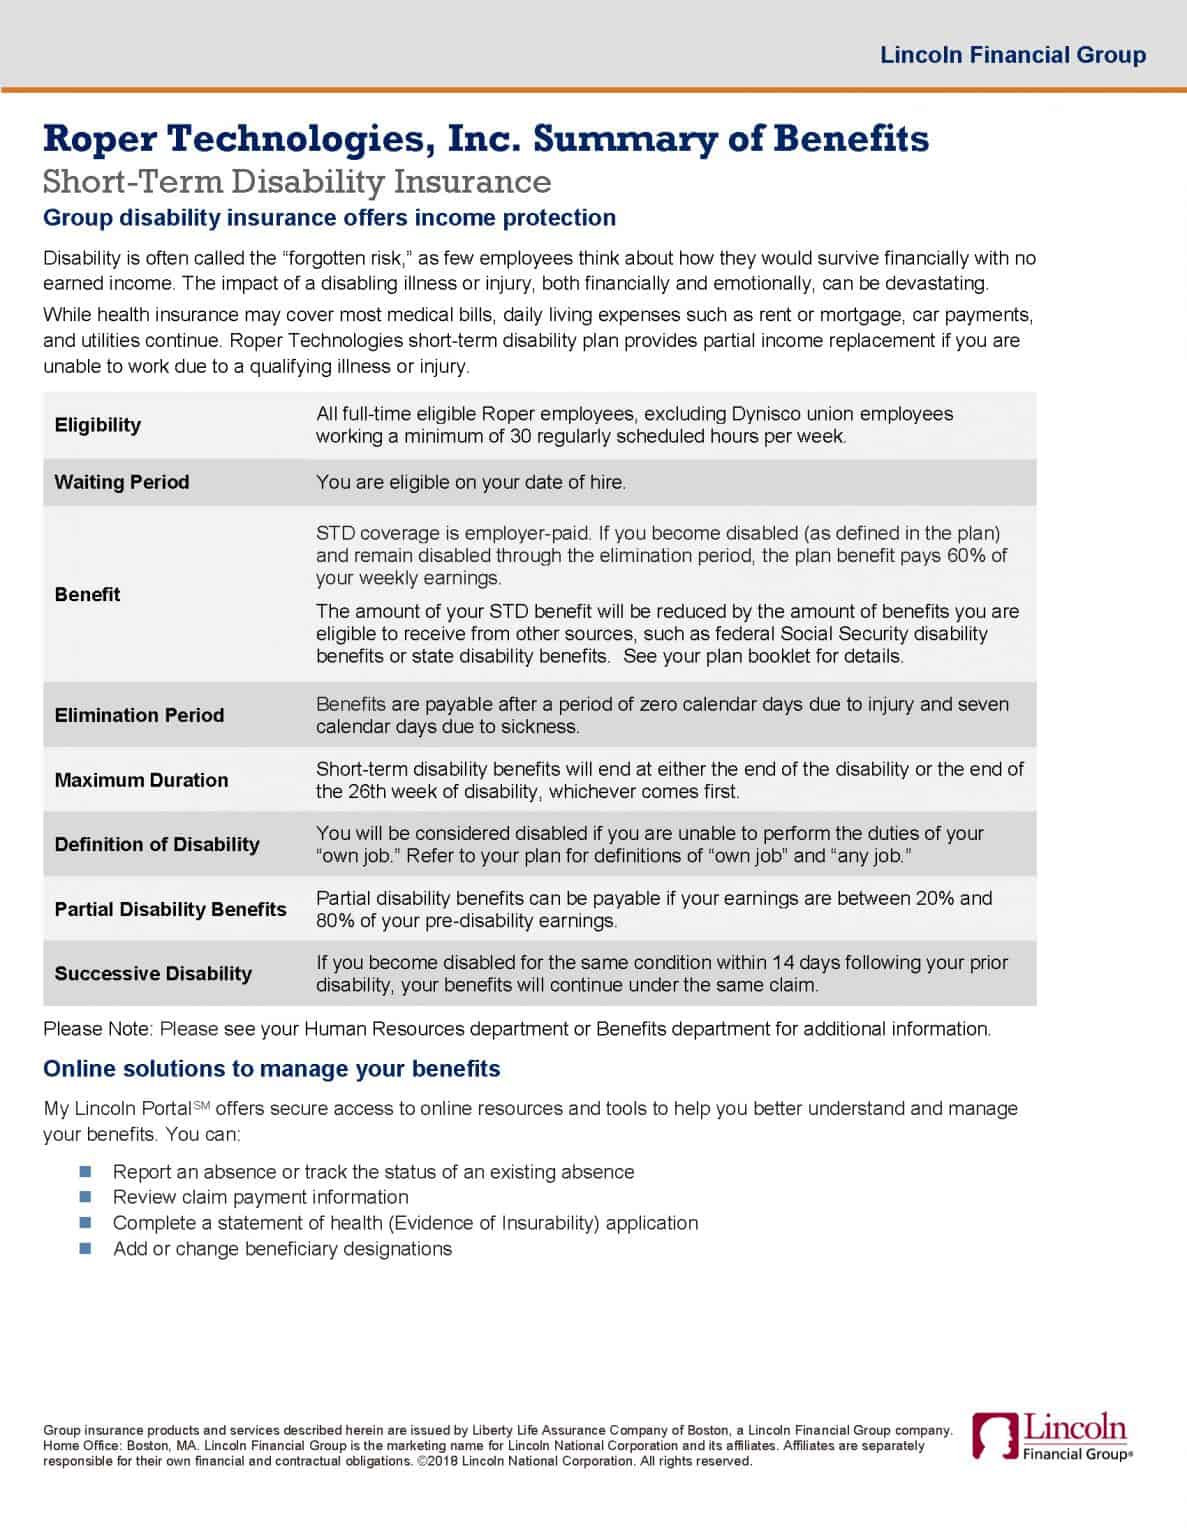 Lincoln Financial Group
Roper Technologies, Inc. Summary of Benefits
Short-Term Disability Insurance
Group disability insurance offers income protection
Disability is often called the “forgotten risk,” as few employees think about how they would survive financially with no
earned income. The impact of a disabling illness or injury, both financially and emotionally, can be devastating.
While health insurance may cover most medical bills, daily living expenses such as rent or mortgage, car payments,
and utilities continue. Roper Technologies short-term disability plan provides partial income replacement if you are
unable to work due to a qualifying illness or injury.
Eligibility
All full-time eligible Roper employees, excluding Dynisco union employees
working a minimum of 30 regularly scheduled hours per week.
Waiting Period
You are eligible on your date of hire.
Benefit
STD coverage is employer-paid. If you become disabled (as defined in the plan)
and remain disabled through the elimination period, the plan benefit pays 60% of
your weekly earnings.
The amount of your STD benefit will be reduced by the amount of benefits you are
eligible to receive from other sources, such as federal Social Security disability
benefits or state disability benefits.  See your plan booklet for details.
Elimination Period
Benefits are payable after a period of zero calendar days due to injury and seven
calendar days due to sickness.
Maximum Duration
Short-term disability benefits will end at either the end of the disability or the end of
the 26th week of disability, whichever comes first.
Definition of Disability
You will be considered disabled if you are unable to perform the duties of your
“own job.” Refer to your plan for definitions of “own job” and “any job.”
Partial Disability Benefits
Partial disability benefits can be payable if your earnings are between 20% and
80% of your pre-disability earnings.
Successive Disability
If you become disabled for the same condition within 14 days following your prior
disability, your benefits will continue under the same claim.
Please Note: Please see your Human Resources department or Benefits department for additional information.
Online solutions to manage your benefits
My Lincoln Portal℠ offers secure access to online resources and tools to help you better understand and manage
your benefits. You can:
■ Report an absence or track the status of an existing absence
■ Review claim payment information
■ Complete a statement of health (Evidence of Insurability) application
■ Add or change beneficiary designations
Group insurance products and services described herein are issued by Liberty Life Assurance Company of Boston, a Lincoln Financial Group company.
Home Office: Boston, MA. Lincoln Financial Group is the marketing name for Lincoln National Corporation and its affiliates. Affiliates are separately
responsible for their own financial and contractual obligations. ©2018 Lincoln National Corporation. All rights reserved.
Lincoln
Financial Group®